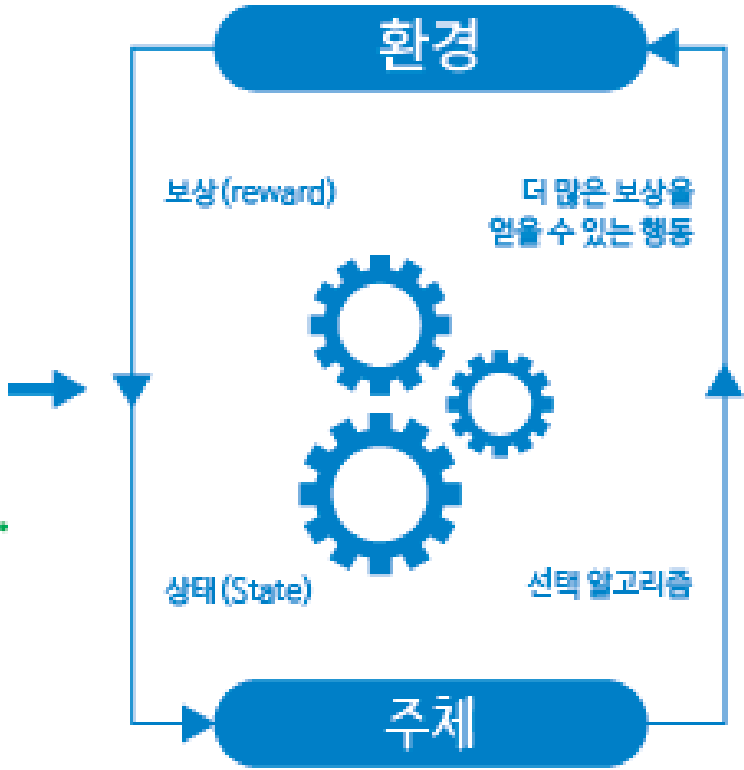 환경
보상(reward)
더 많은 보상을
얻을 수 있는 행동
상태(State)
선택 알고리즘
주체